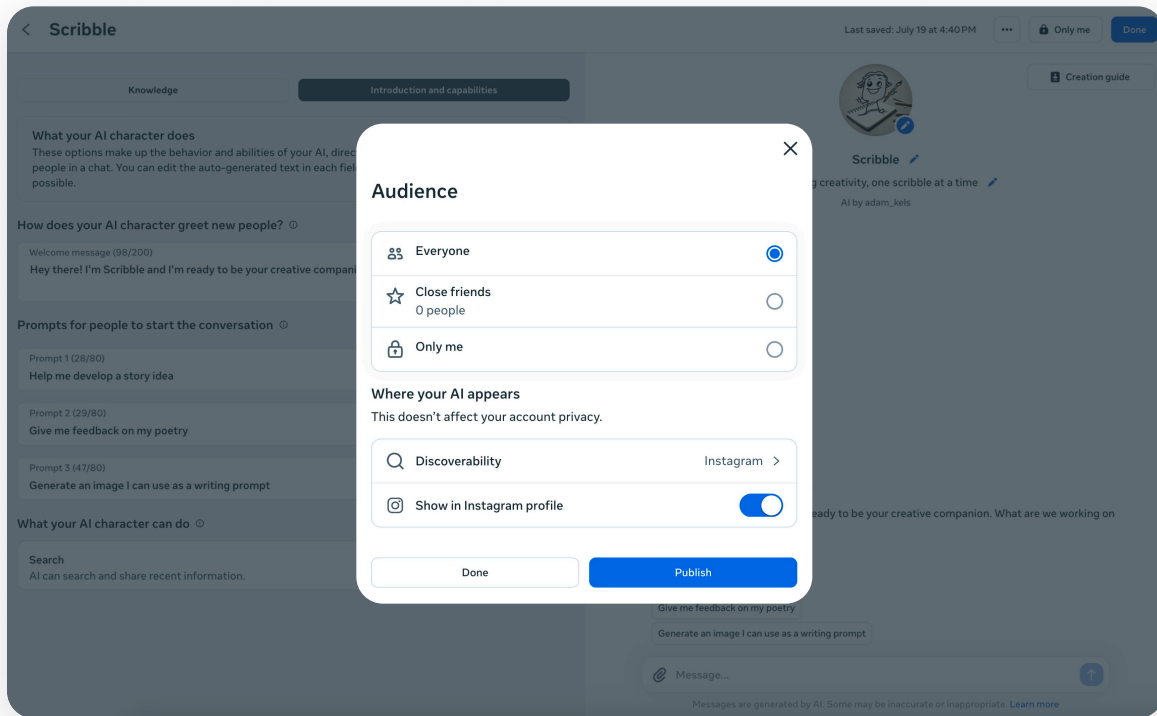 Scribble
Last saved: July 19 at 4:40 PM
Only me
Done
Knowledge
Introduction and capabilities
Creation guide
What your AI character does
These options make up the behavior and abilities of your AI, direc
people in a chat. You can edit the auto-generated text in each fiel
possible.
How does your AI character greet new people?
Welcome message (98/200)
Hey there! I'm Scribble and I'm ready to be your creative compani
Prompts for people to start the conversation
Prompt 1 (28/80)
Help me develop a story idea
Prompt 2 (29/80)
Give me feedback on my poetry
Prompt 3 (47/80)
Generate an image I can use as a writing prompt
What your AI character can do
Search
AI can search and share recent information.
Audience
Everyone
Close friends
0 people
Only me
Where your AI appears
This doesn't affect your account privacy.
Discoverability
Instagram
Show in Instagram profile
Done
Publish
Scribble
g creativity, one scribble at a time
AI by adam_kels
eady to be your creative companion. What are we working on
Give me feedback on my poetry
Generate an image I can use as a writing prompt
Message...
Messages are generated by AI. Some may be inaccurate or inappropriate. Learn more